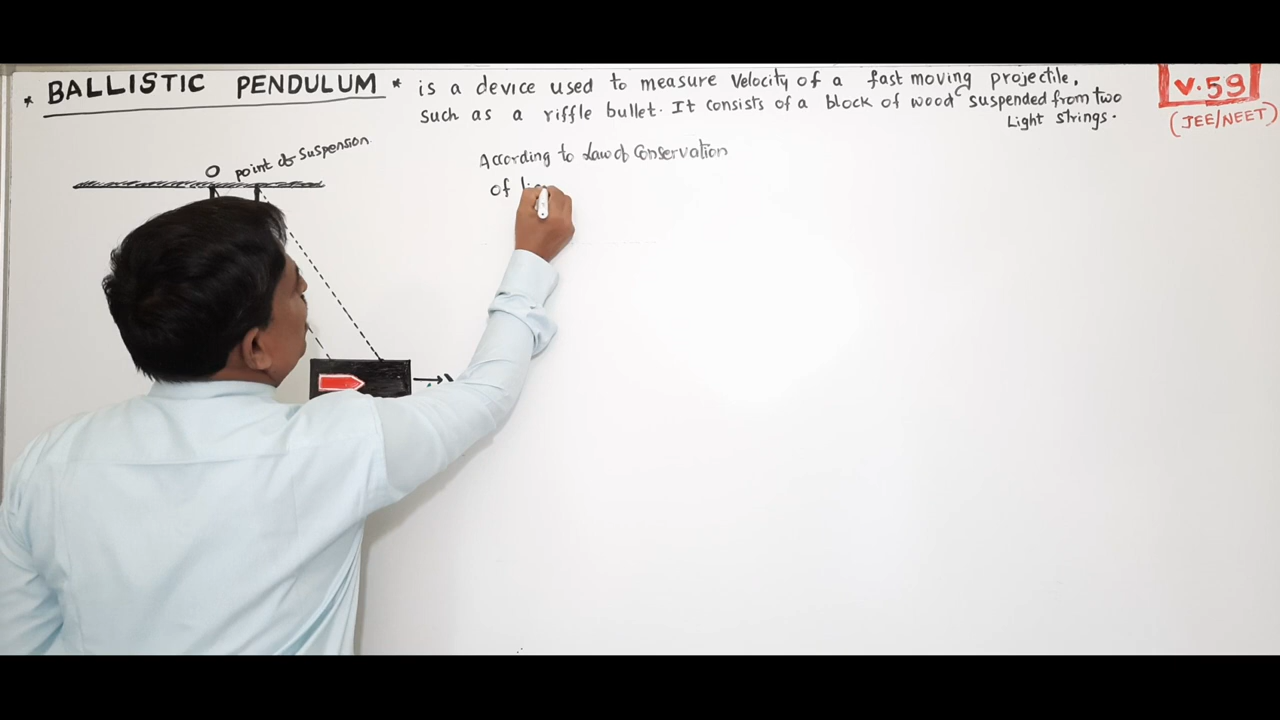 * BALLISTIC PENDULUM * is a device used to measure Velocity of a fast moving projectile,
such as a riffle bullet. It consists of a block of wood suspended from two
Light strings.
V.59
(JEE/NEET)
O point of Suspension
According to Law of Conservation
of